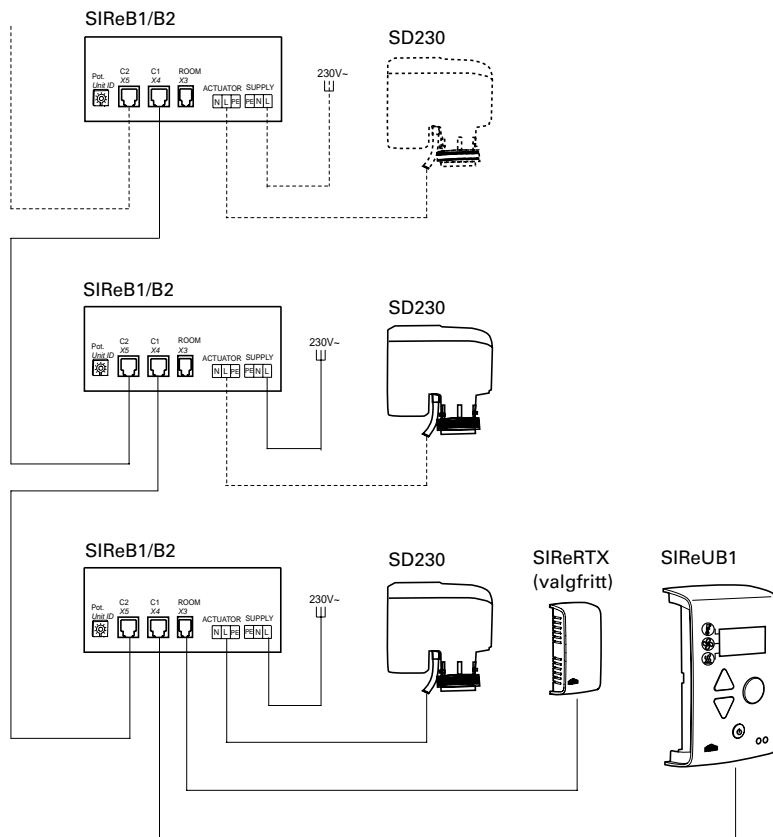 SIReB1/B2
SD230
230V~
Pot.
Unit ID
C2
X5
C1
X4
ROOM
X3
ACTUATOR SUPPLY
N L PE PE N L
SIReB1/B2
SD230
230V~
Pot.
Unit ID
C2
X5
C1
X4
ROOM
X3
ACTUATOR SUPPLY
N L PE PE N L
SIReB1/B2
SD230
SIReRTX
(valgfritt)
SIReUB1
230V~
Pot.
Unit ID
C2
X5
C1
X4
ROOM
X3
ACTUATOR SUPPLY
N L PE PE N L